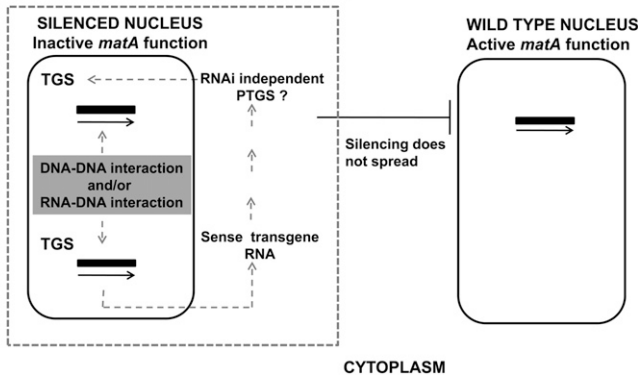 SILENCED NUCLEUS
Inactive matA function
TGS
RNAi independent
PTGS ?
DNA-DNA interaction
and/or
RNA-DNA interaction
TGS
Sense transgene
RNA
Silencing does
not spread
WILD TYPE NUCLEUS
Active matA function
CYTOPLASM